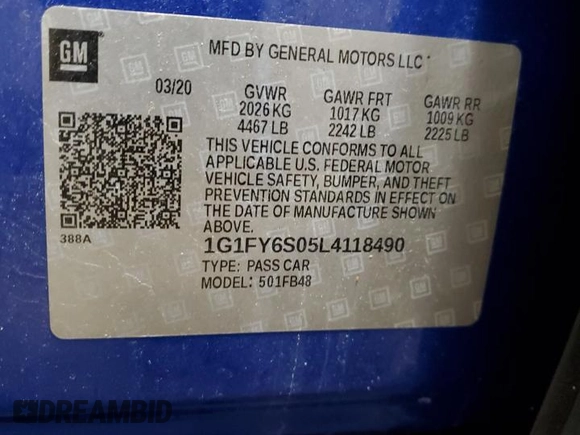 GM
MFD BY GENERAL MOTORS LLC
03/20 GVWR GAWR FRT GAWR RR
2026 KG 1017 KG 1009 KG
4467 LB 2242 LB 2225 LB
THIS VEHICLE CONFORMS TO ALL
APPLICABLE U.S. FEDERAL MOTOR
VEHICLE SAFETY, BUMPER, AND THEFT
PREVENTION STANDARDS IN EFFECT ON
THE DATE OF MANUFACTURE SHOWN
ABOVE.
388A
1G1FY6S05L4118490
TYPE: PASS CAR
MODEL: 501FB48
DREAMBID